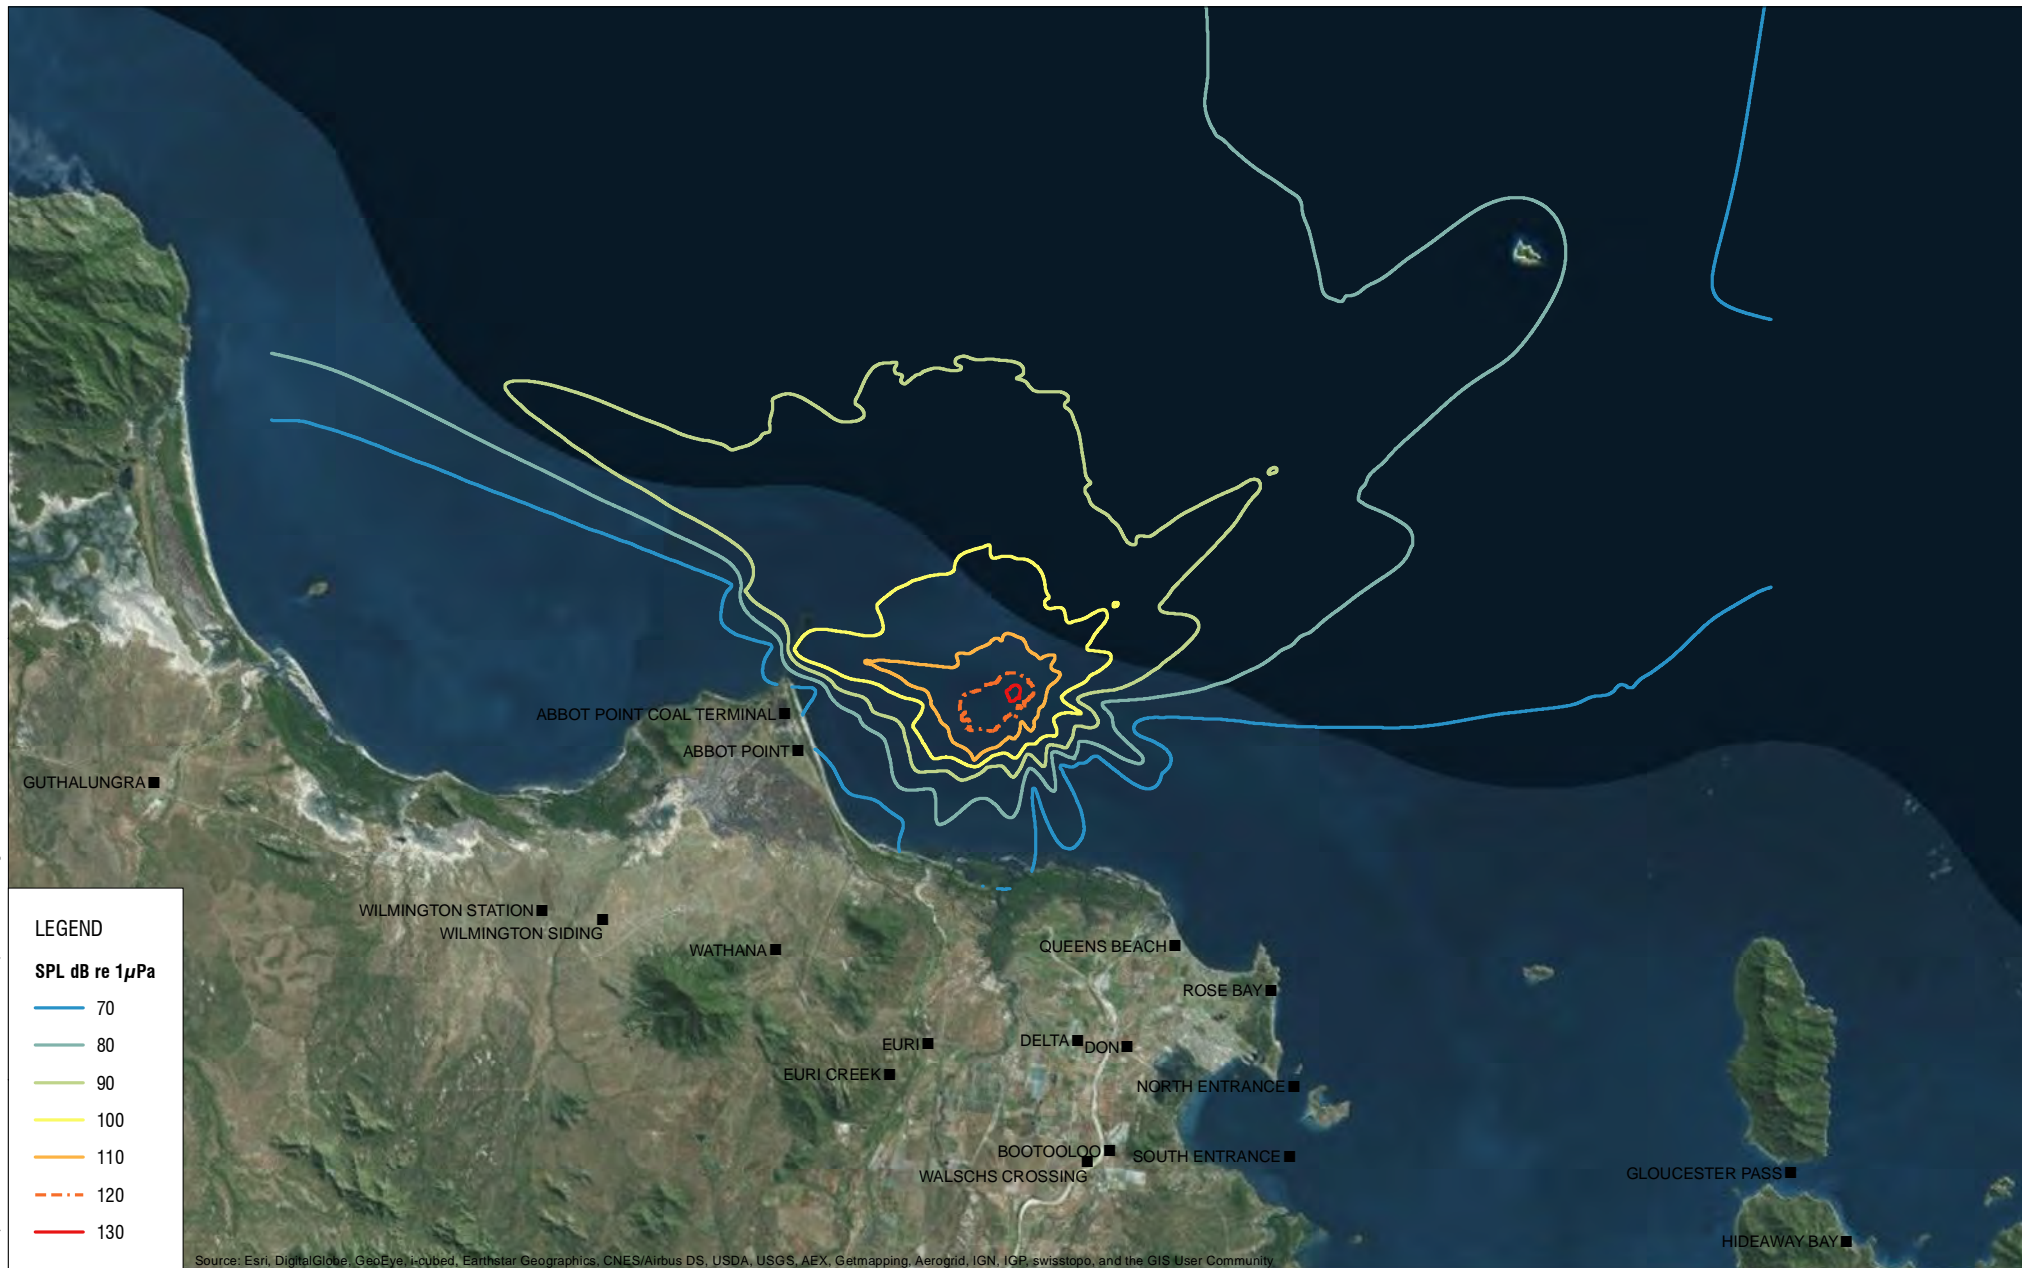 ABBOT POINT COAL TERMINAL
ABBOT POINT
GUTHALUNGRA
WILMINGTON STATION
WILMINGTON SIDING
WATHANA
QUEENS BEACH
ROSE BAY
EURI
DELTA
DON
EURI CREEK
NORTH ENTRANCE
BOOTOOLOO
SOUTH ENTRANCE
WALSCHS CROSSING
GLOUCESTER PASS
HIDEAWAY BAY
LEGEND
SPL dB re 1µPa
70
80
90
100
110
120
130
Source: Esri, DigitalGlobe, GeoEye, i-cubed, Earthstar Geographics, CNES/Airbus DS, USDA, USGS, AEX, Getmapping, Aerogrid, IGN, IGP, swisstopo, and the GIS User Community